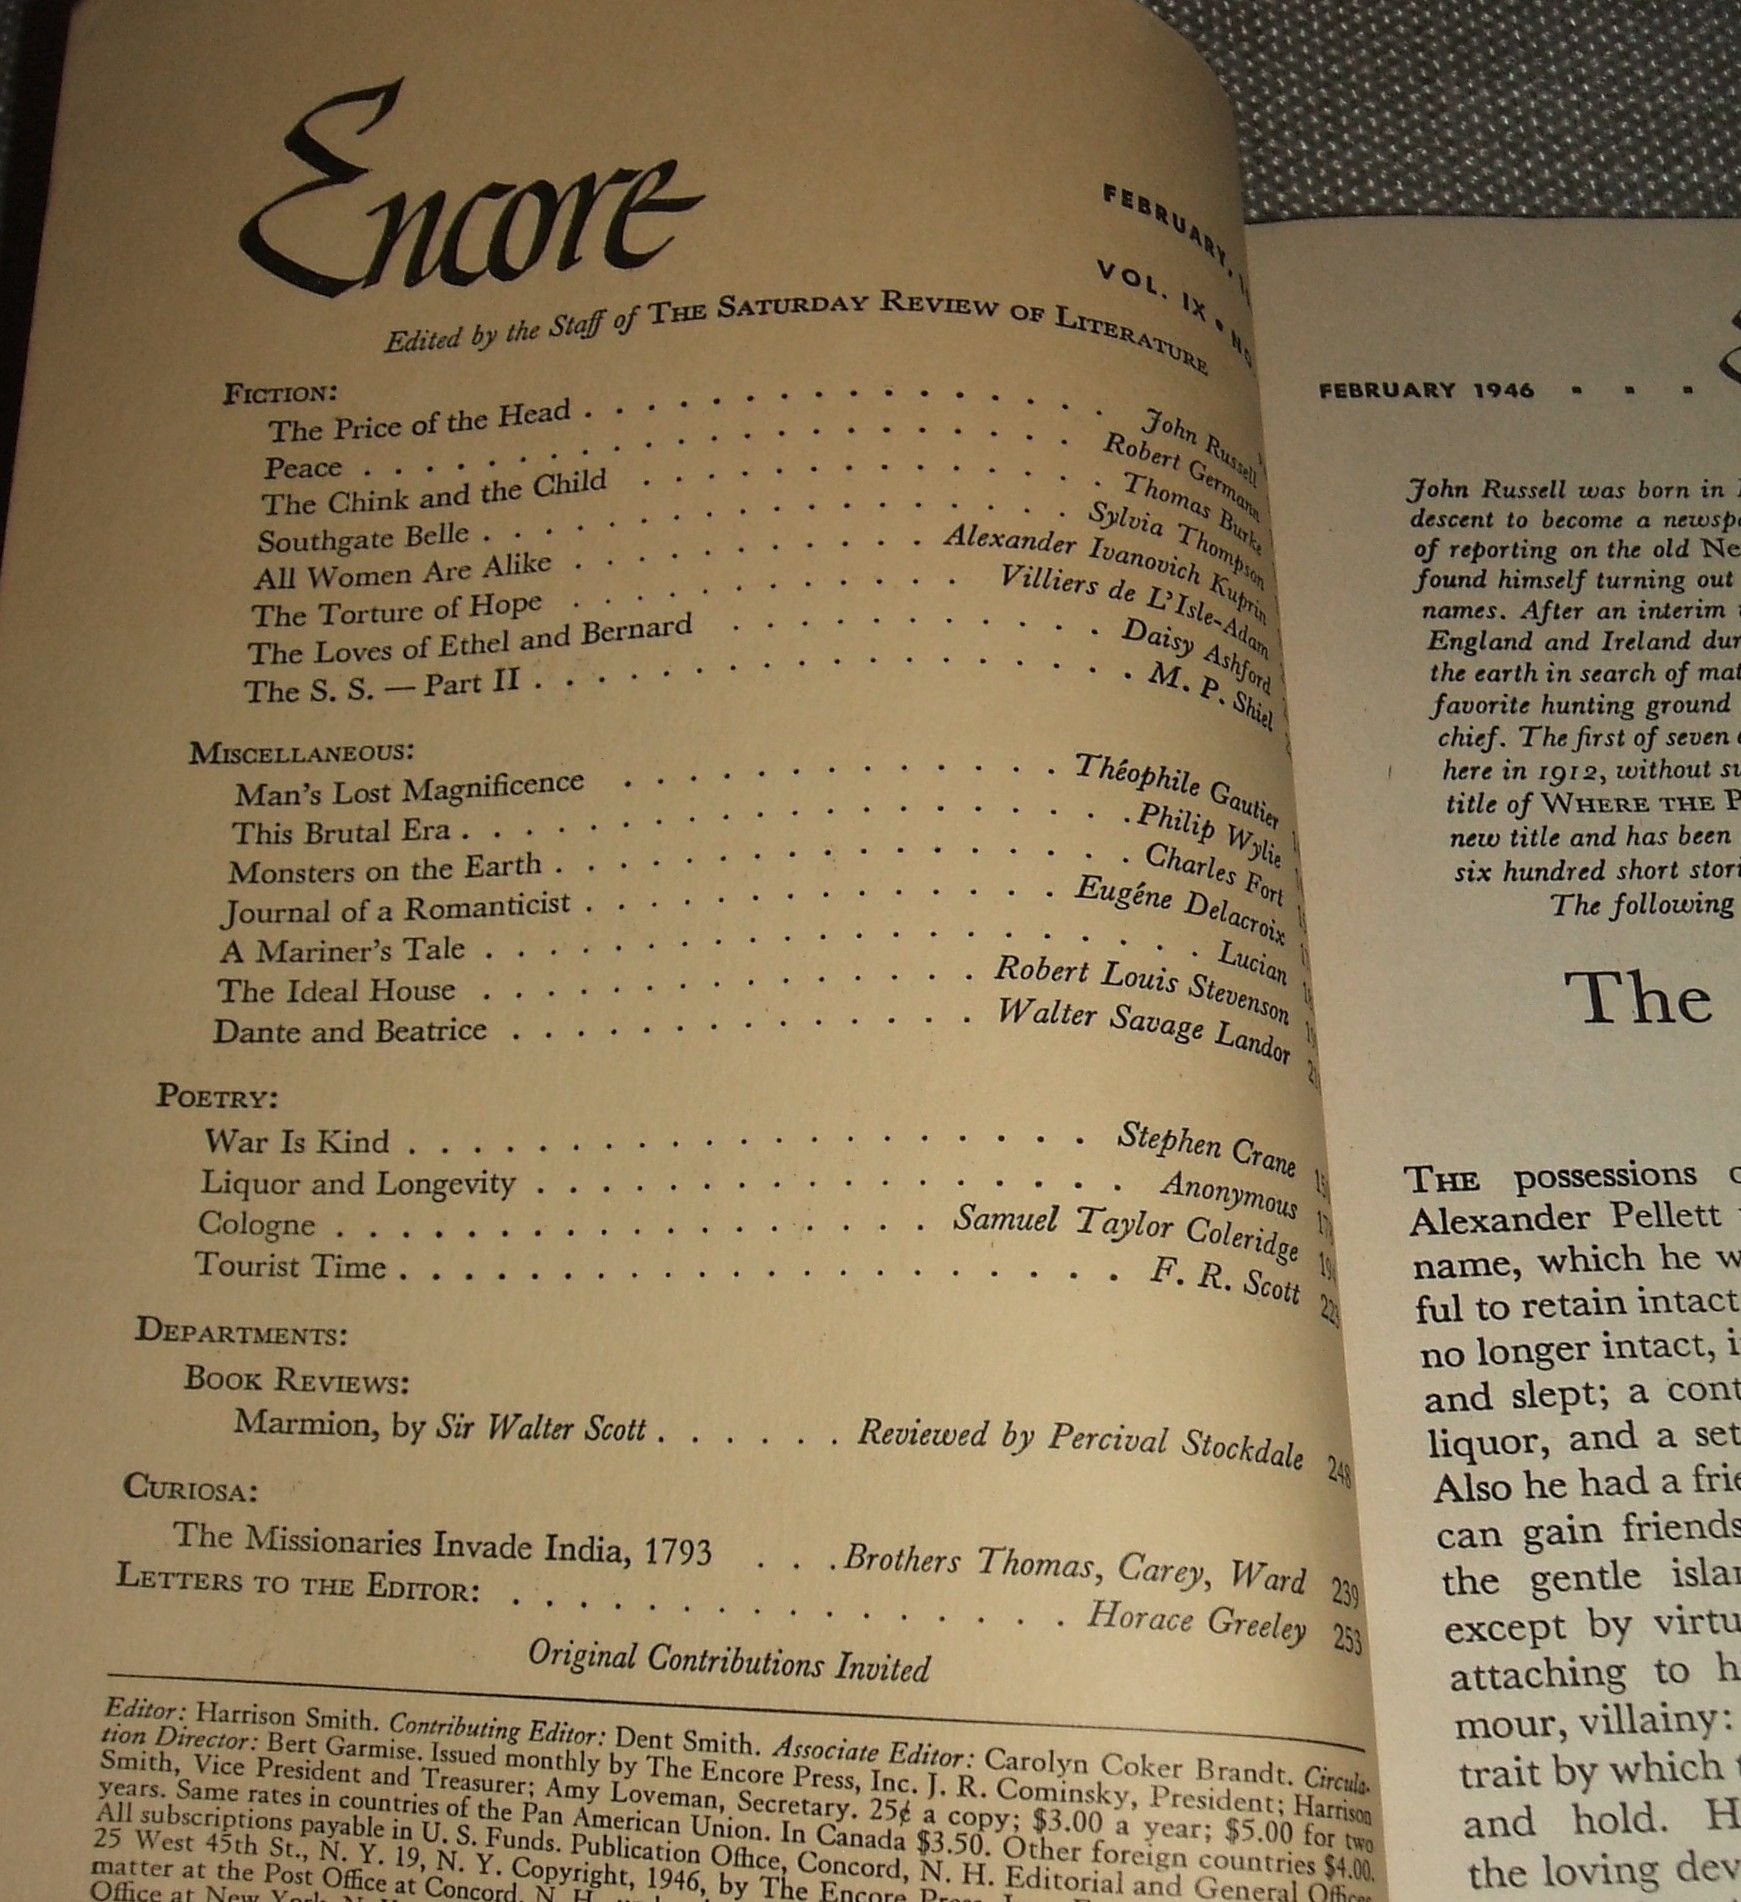 Encore
FEBRUARY,
VOL. IX •
Edited by the Staff of THE SATURDAY REVIEW OF LITERATURE
FICTION:
The Price of the Head . . . . . . . . . . . . . . . . John Russell
Peace . . . . . . . . . . . . . . . . . . . . . . Robert Germann
The Chink and the Child . . . . . . . . . . . . . . . Thomas Burke
Southgate Belle . . . . . . . . . . . . . . . . . . Sylvia Thompson
All Women Are Alike . . . . . . . . . . . Alexander Ivanovich Kuprin
The Torture of Hope . . . . . . . . . . . . Villiers de L'Isle-Adam
The Loves of Ethel and Bernard . . . . . . . . . . . . Daisy Ashford
The S. S. — Part II . . . . . . . . . . . . . . . . . . . M. P. Shiel
MISCELLANEOUS:
Man's Lost Magnificence . . . . . . . . . . . . . . Théophile Gautier
This Brutal Era . . . . . . . . . . . . . . . . . . . . . Philip Wylie
Monsters on the Earth . . . . . . . . . . . . . . . . . . Charles Fort
Journal of a Romanticist . . . . . . . . . . . . . . . Eugéne Delacroix
A Mariner's Tale . . . . . . . . . . . . . . . . . . . . . . Lucian
The Ideal House . . . . . . . . . . . . . . . Robert Louis Stevenson
Dante and Beatrice . . . . . . . . . . . . . . Walter Savage Landor
POETRY:
War Is Kind . . . . . . . . . . . . . . . . . . . . . Stephen Crane
Liquor and Longevity . . . . . . . . . . . . . . . . . . Anonymous
Cologne . . . . . . . . . . . . . . . . . . . Samuel Taylor Coleridge
Tourist Time . . . . . . . . . . . . . . . . . . . . . . F. R. Scott
DEPARTMENTS:
BOOK REVIEWS:
Marmion, by Sir Walter Scott . . . . . . Reviewed by Percival Stockdale 248
CURIOSA:
The Missionaries Invade India, 1793 . . . Brothers Thomas, Carey, Ward 239
LETTERS TO THE EDITOR: . . . . . . . . . . . . . . . . . Horace Greeley 253
Original Contributions Invited
Editor: Harrison Smith. Contributing Editor: Dent Smith. Associate Editor: Carolyn Coker Brandt. Circula-
tion Director: Bert Garmise. Issued monthly by The Encore Press, Inc. J. R. Cominsky, President; Harrison
Smith, Vice President and Treasurer; Amy Loveman, Secretary. 25¢ a copy; $3.00 a year; $5.00 for two
years. Same rates in countries of the Pan American Union. In Canada $3.50. Other foreign countries $4.00.
All subscriptions payable in U. S. Funds. Publication Office, Concord, N. H. Editorial and General Offices
25 West 45th St., N. Y. 19, N. Y. Copyright, 1946, by The Encore
matter at the Post Office at Concord, N. H.
Office at New York
FEBRUARY 1946 . . .
John Russell was born in
descent to become a
of reporting on the old
found himself turning out
names. After an interim
England and Ireland
the earth in search of
favorite hunting ground
chief. The first of seven
here in 1912, without
title of WHERE THE
new title and has been
six hundred short
The following
The
THE possessions
Alexander Pellett
name, which he
ful to retain intact
no longer intact,
and slept; a
liquor, and a set
Also he had a
can gain friends
the gentle
except by
attaching to
mour, villainy:
trait by which
and hold.
the loving